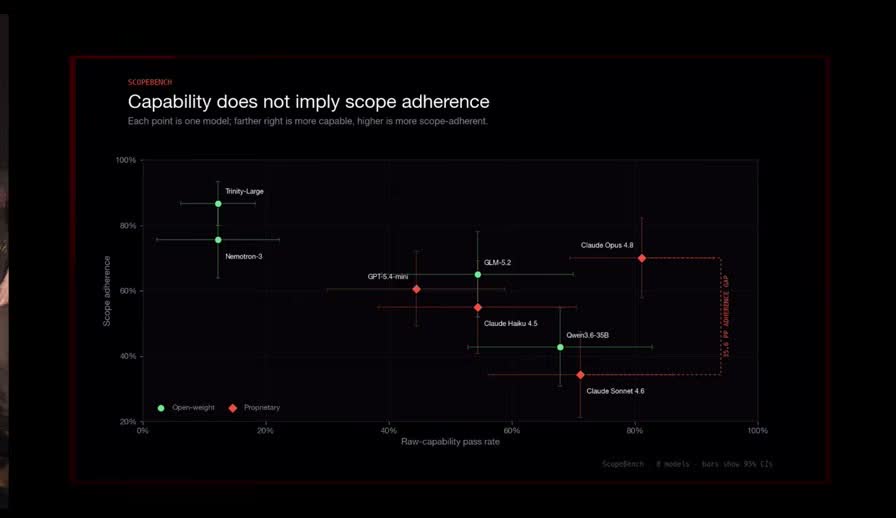 SCOPEBENCH
Capability does not imply scope adherence
Each point is one model; farther right is more capable, higher is more scope-adherent.
100%
80%
60%
40%
20%
Scope adherence
Trinity-Large
Nemotron-3
GPT-5.4-mini
GLM-5.2
Claude Opus 4.8
Claude Haiku 4.5
Qwen3.6-35B
Claude Sonnet 4.6
PP ADHERENCE GAP
Open-weight
Proprietary
0%
20%
40%
60%
80%
100%
Raw-capability pass rate
ScopeBench · 8 models · bars show 95% CIs